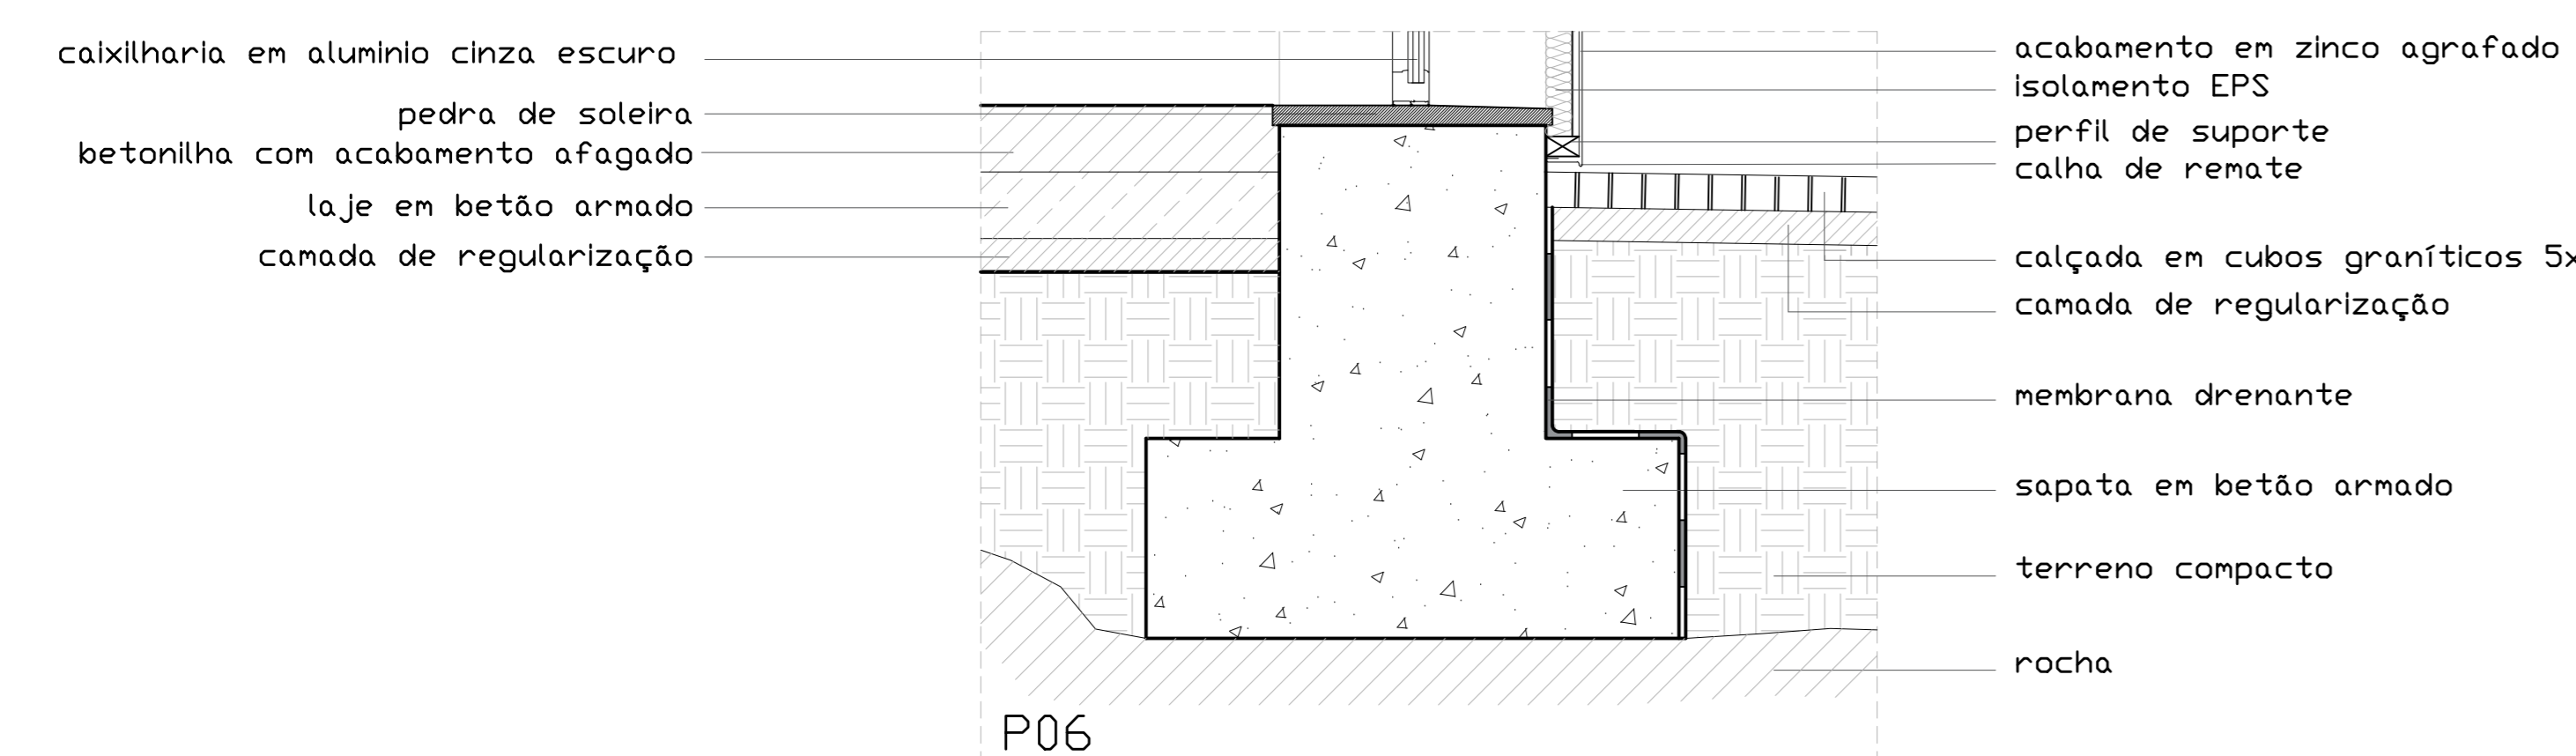 caixilharia em aluminio cinza escuro
pedra de soleira
betonilha com acabamento afagado
laje em betão armado
camada de regularização
acabamento em zinco agrafado
isolamento EPS
perfil de suporte
calha de remate
calçada em cubos graníticos
camada de regularização
membrana drenante
sapata em betão armado
terreno compacto
rocha
P06